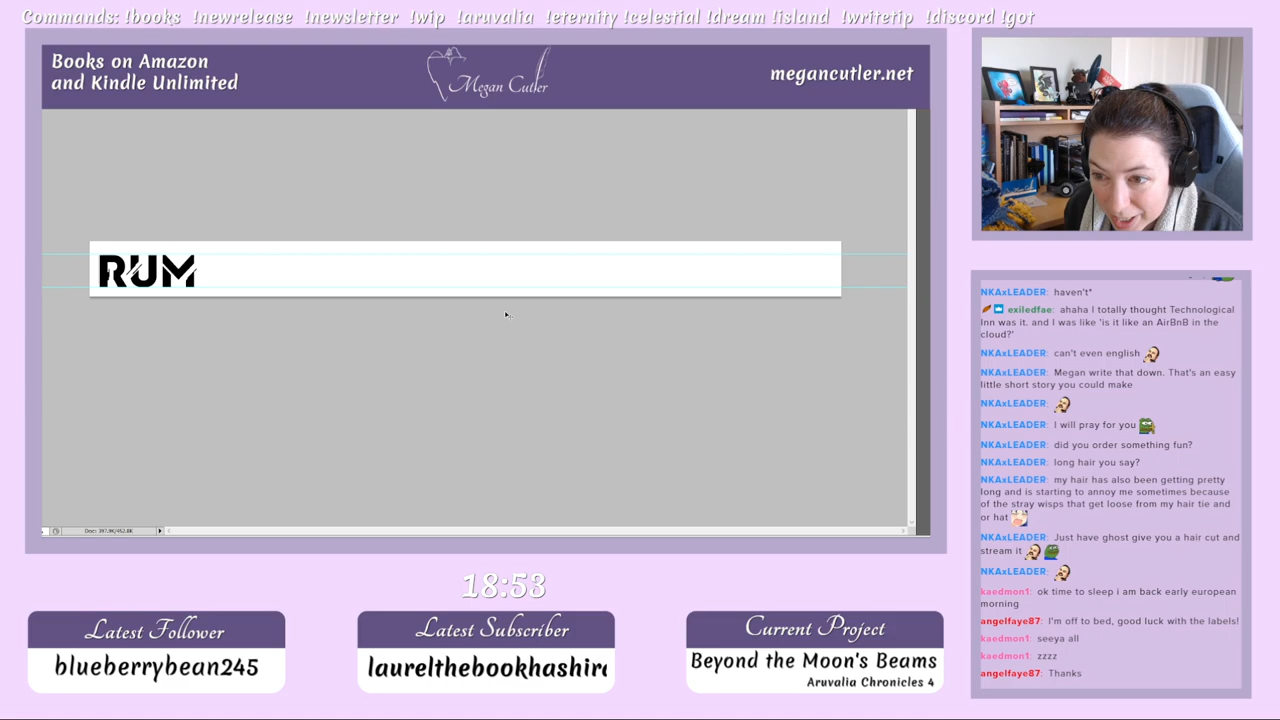 Commands: !books !newrelease !newsletter !wip !aruvalia !eternity !celestial !dream !island !writetip !discord !got
Books on Amazon
and Kindle Unlimited
Megan Cutler
megancutler.net
RUM
Doc: 397.9K/452.8K
NKAxLEADER: haven't*
exiledfae: ahaha I totally thought Technological
Inn was it. and I was like 'is it like an AirBnB in the
cloud?'
NKAxLEADER: can't even english
NKAxLEADER: Megan write that down. That's an easy
little short story you could make
NKAxLEADER:
NKAxLEADER: I will pray for you
NKAxLEADER: did you order something fun?
NKAxLEADER: long hair you say?
NKAxLEADER: my hair has also been getting pretty
long and is starting to annoy me sometimes because
of the stray wisps that get loose from my hair tie and
or hat
NKAxLEADER: Just have ghost give you a hair cut and
stream it
NKAxLEADER:
kaedmon1: ok time to sleep i am back early european
morning
angelfaye87: I'm off to bed, good luck with the labels!
kaedmon1: seeya all
kaedmon1: zzzz
angelfaye87: Thanks
18:53
Latest Follower
blueberrybean245
Latest Subscriber
laurelthebookhashira
Current Project
Beyond the Moon's Beams
Aruvalia Chronicles 4